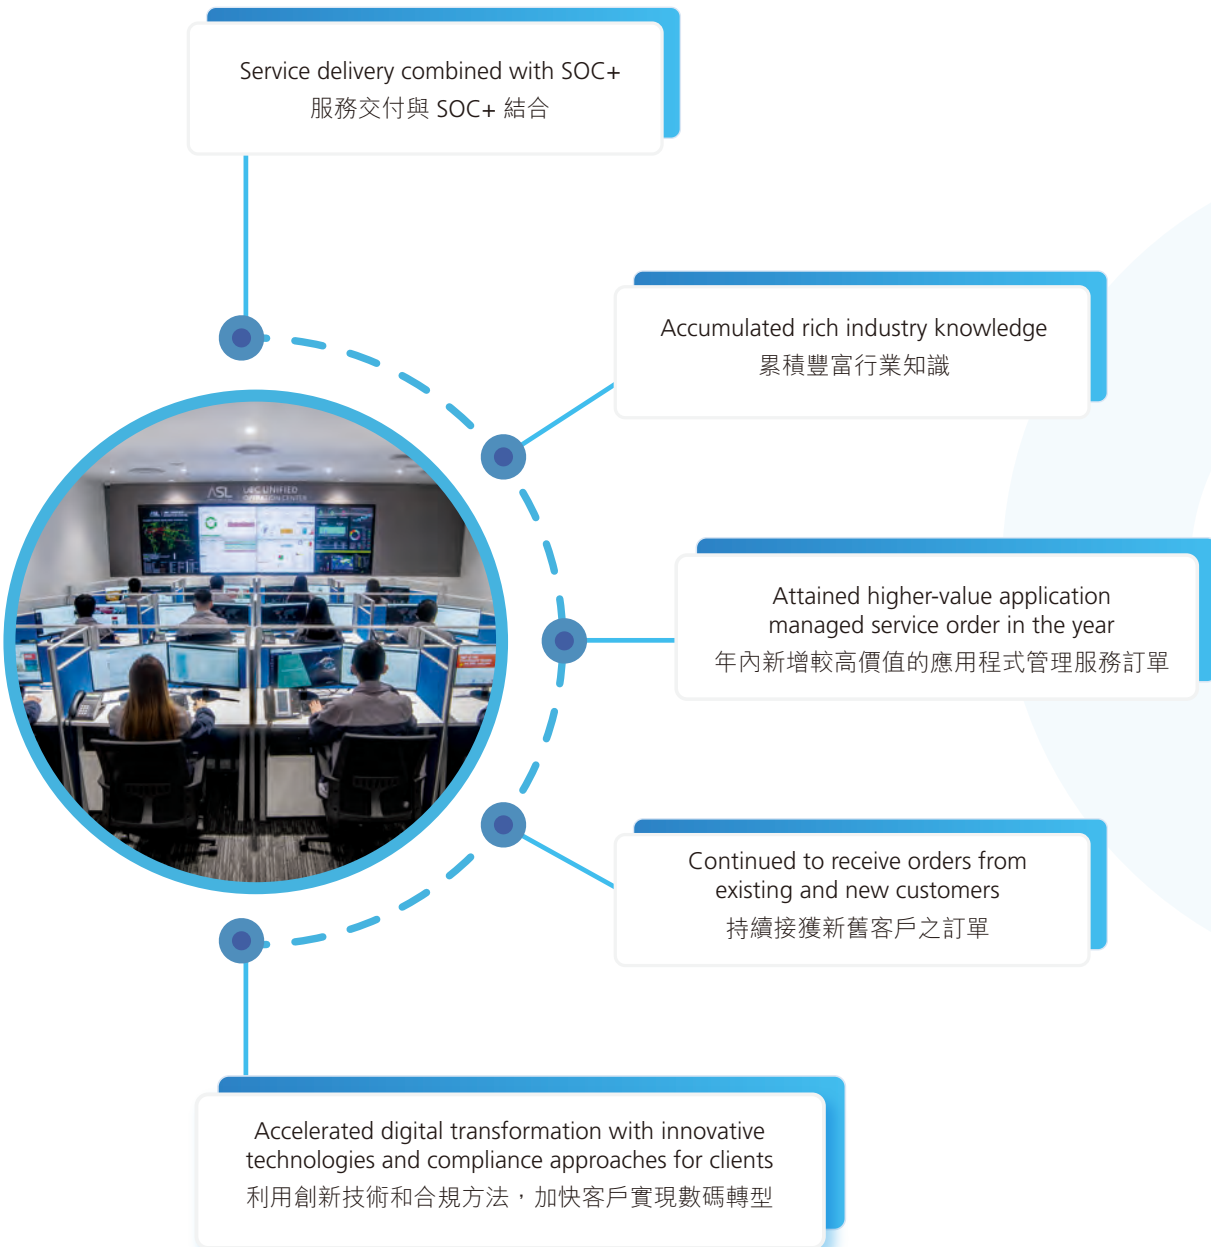 Service delivery combined with SOC+
服務交付與 SOC+ 結合
Accumulated rich industry knowledge
累積豐富行業知識
ASL
UNIFIED
OPERATION CENTER
Attained higher-value application
managed service order in the year
年內新增較高價值的應用程式管理服務訂單
Continued to receive orders from
existing and new customers
持續接獲新舊客戶之訂單
Accelerated digital transformation with innovative
technologies and compliance approaches for clients
利用創新技術和合規方法，加快客戶實現數碼轉型